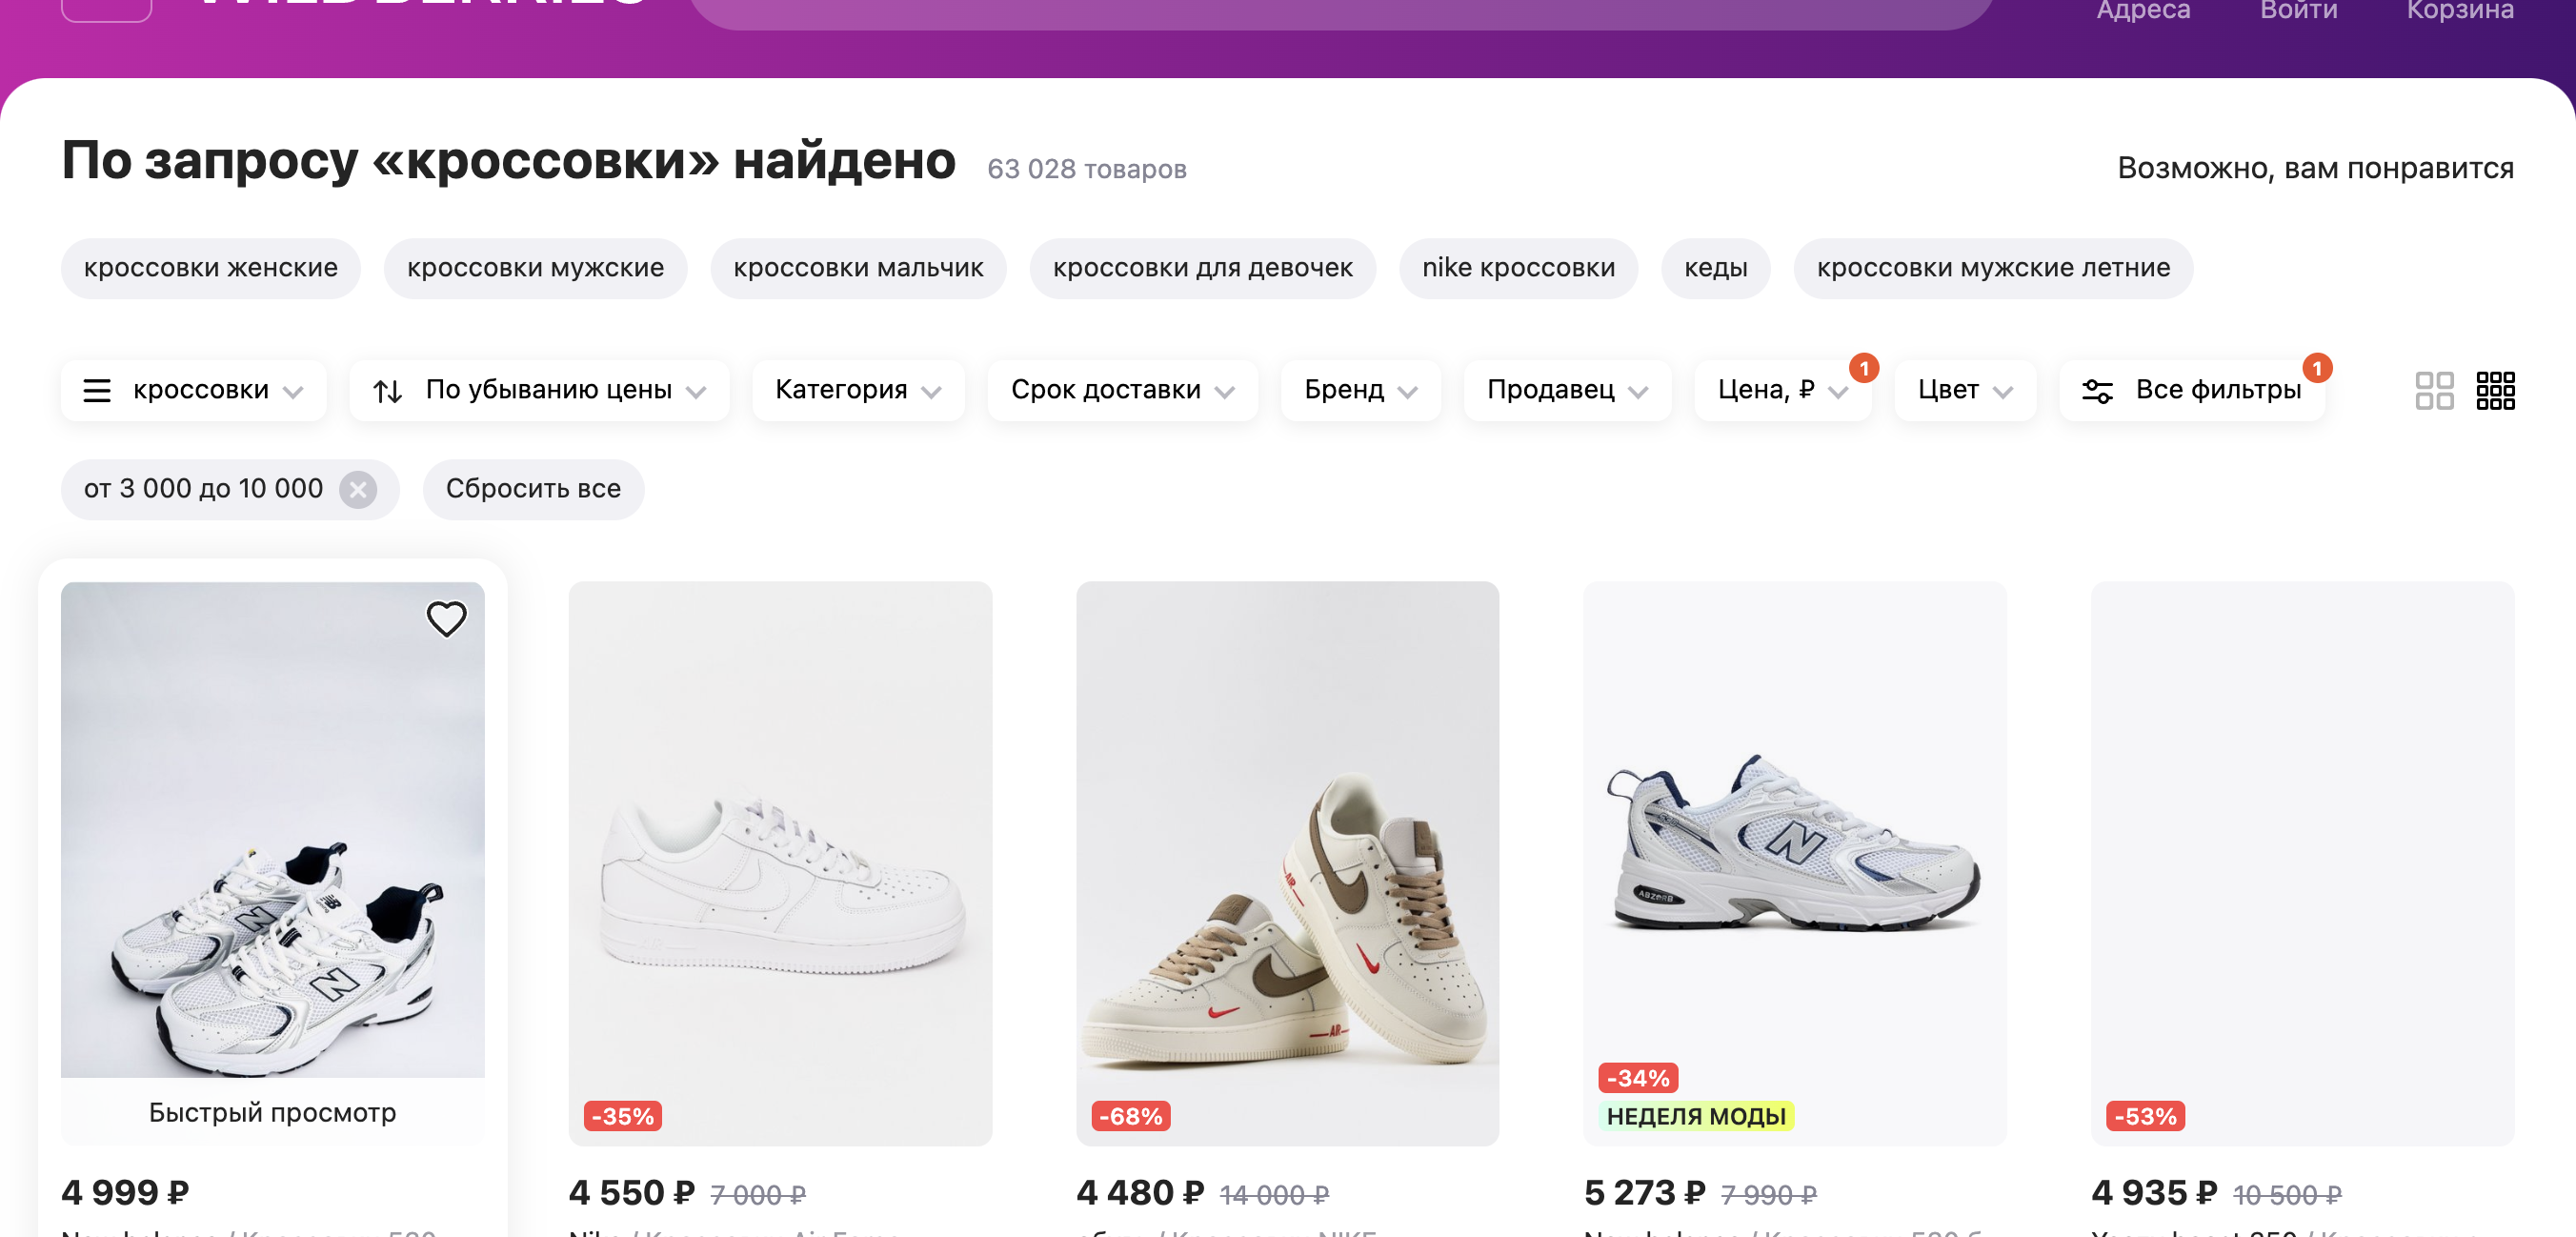 Адреса Войти Корзина
По запросу «кроссовки» найдено 63 028 товаров Возможно, вам понравится
кроссовки женские кроссовки мужские кроссовки мальчик кроссовки для девочек nike кроссовки кеды кроссовки мужские летние
кроссовки По убыванию цены Категория Срок доставки Бренд Продавец Цена, ₽ 1 Цвет Все фильтры 1
от 3 000 до 10 000 Сбросить все
N N
AIR AIR
N ABZORB
-34%
Быстрый просмотр -35% -68% НЕДЕЛЯ МОДЫ -53%
4 999 ₽ 4 550 ₽ 7 000 ₽ 4 480 ₽ 14 000 ₽ 5 273 ₽ 7 990 ₽ 4 935 ₽ 10 500 ₽